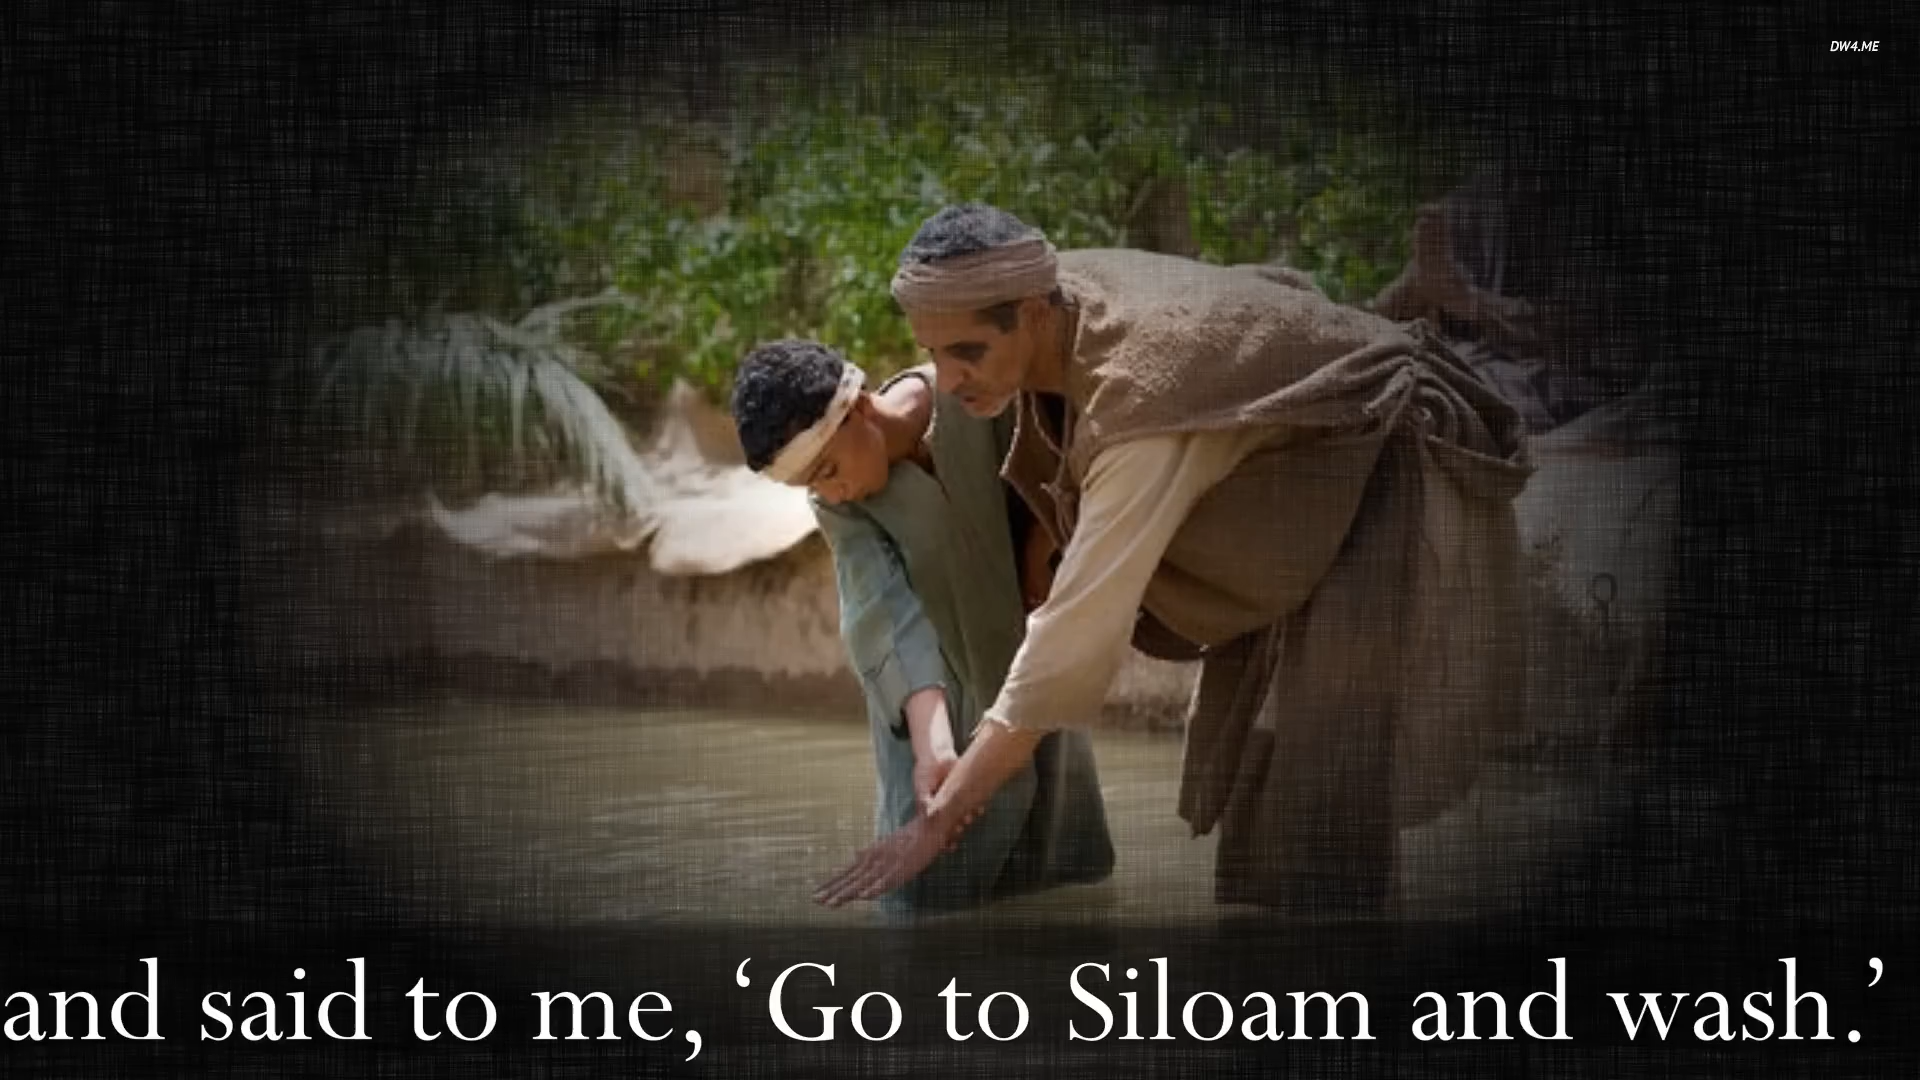 DW4.ME
and said to me, ‘Go to Siloam and wash.’